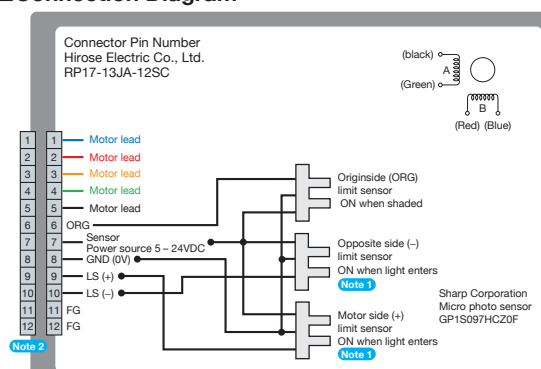 Connection Diagram
Connector Pin Number
Hirose Electric Co., Ltd.
RP17-13JA-12SC
(black)
A
(Green)
B
(Red) (Blue)
1 1 Motor lead
2 2 Motor lead
3 3 Motor lead
4 4 Motor lead
5 5 Motor lead
6 6 ORG
7 7 Sensor
Power source 5 – 24VDC
8 8 GND (0V)
9 9 LS (+)
10 10 LS (–)
11 11 FG
12 12 FG
Note 2
Originside (ORG)
limit sensor
ON when shaded
Opposite side (–)
limit sensor
ON when light enters
Note 1
Motor side (+)
limit sensor
ON when light enters
Note 1
Sharp Corporation
Micro photo sensor
GP1S097HCZ0F